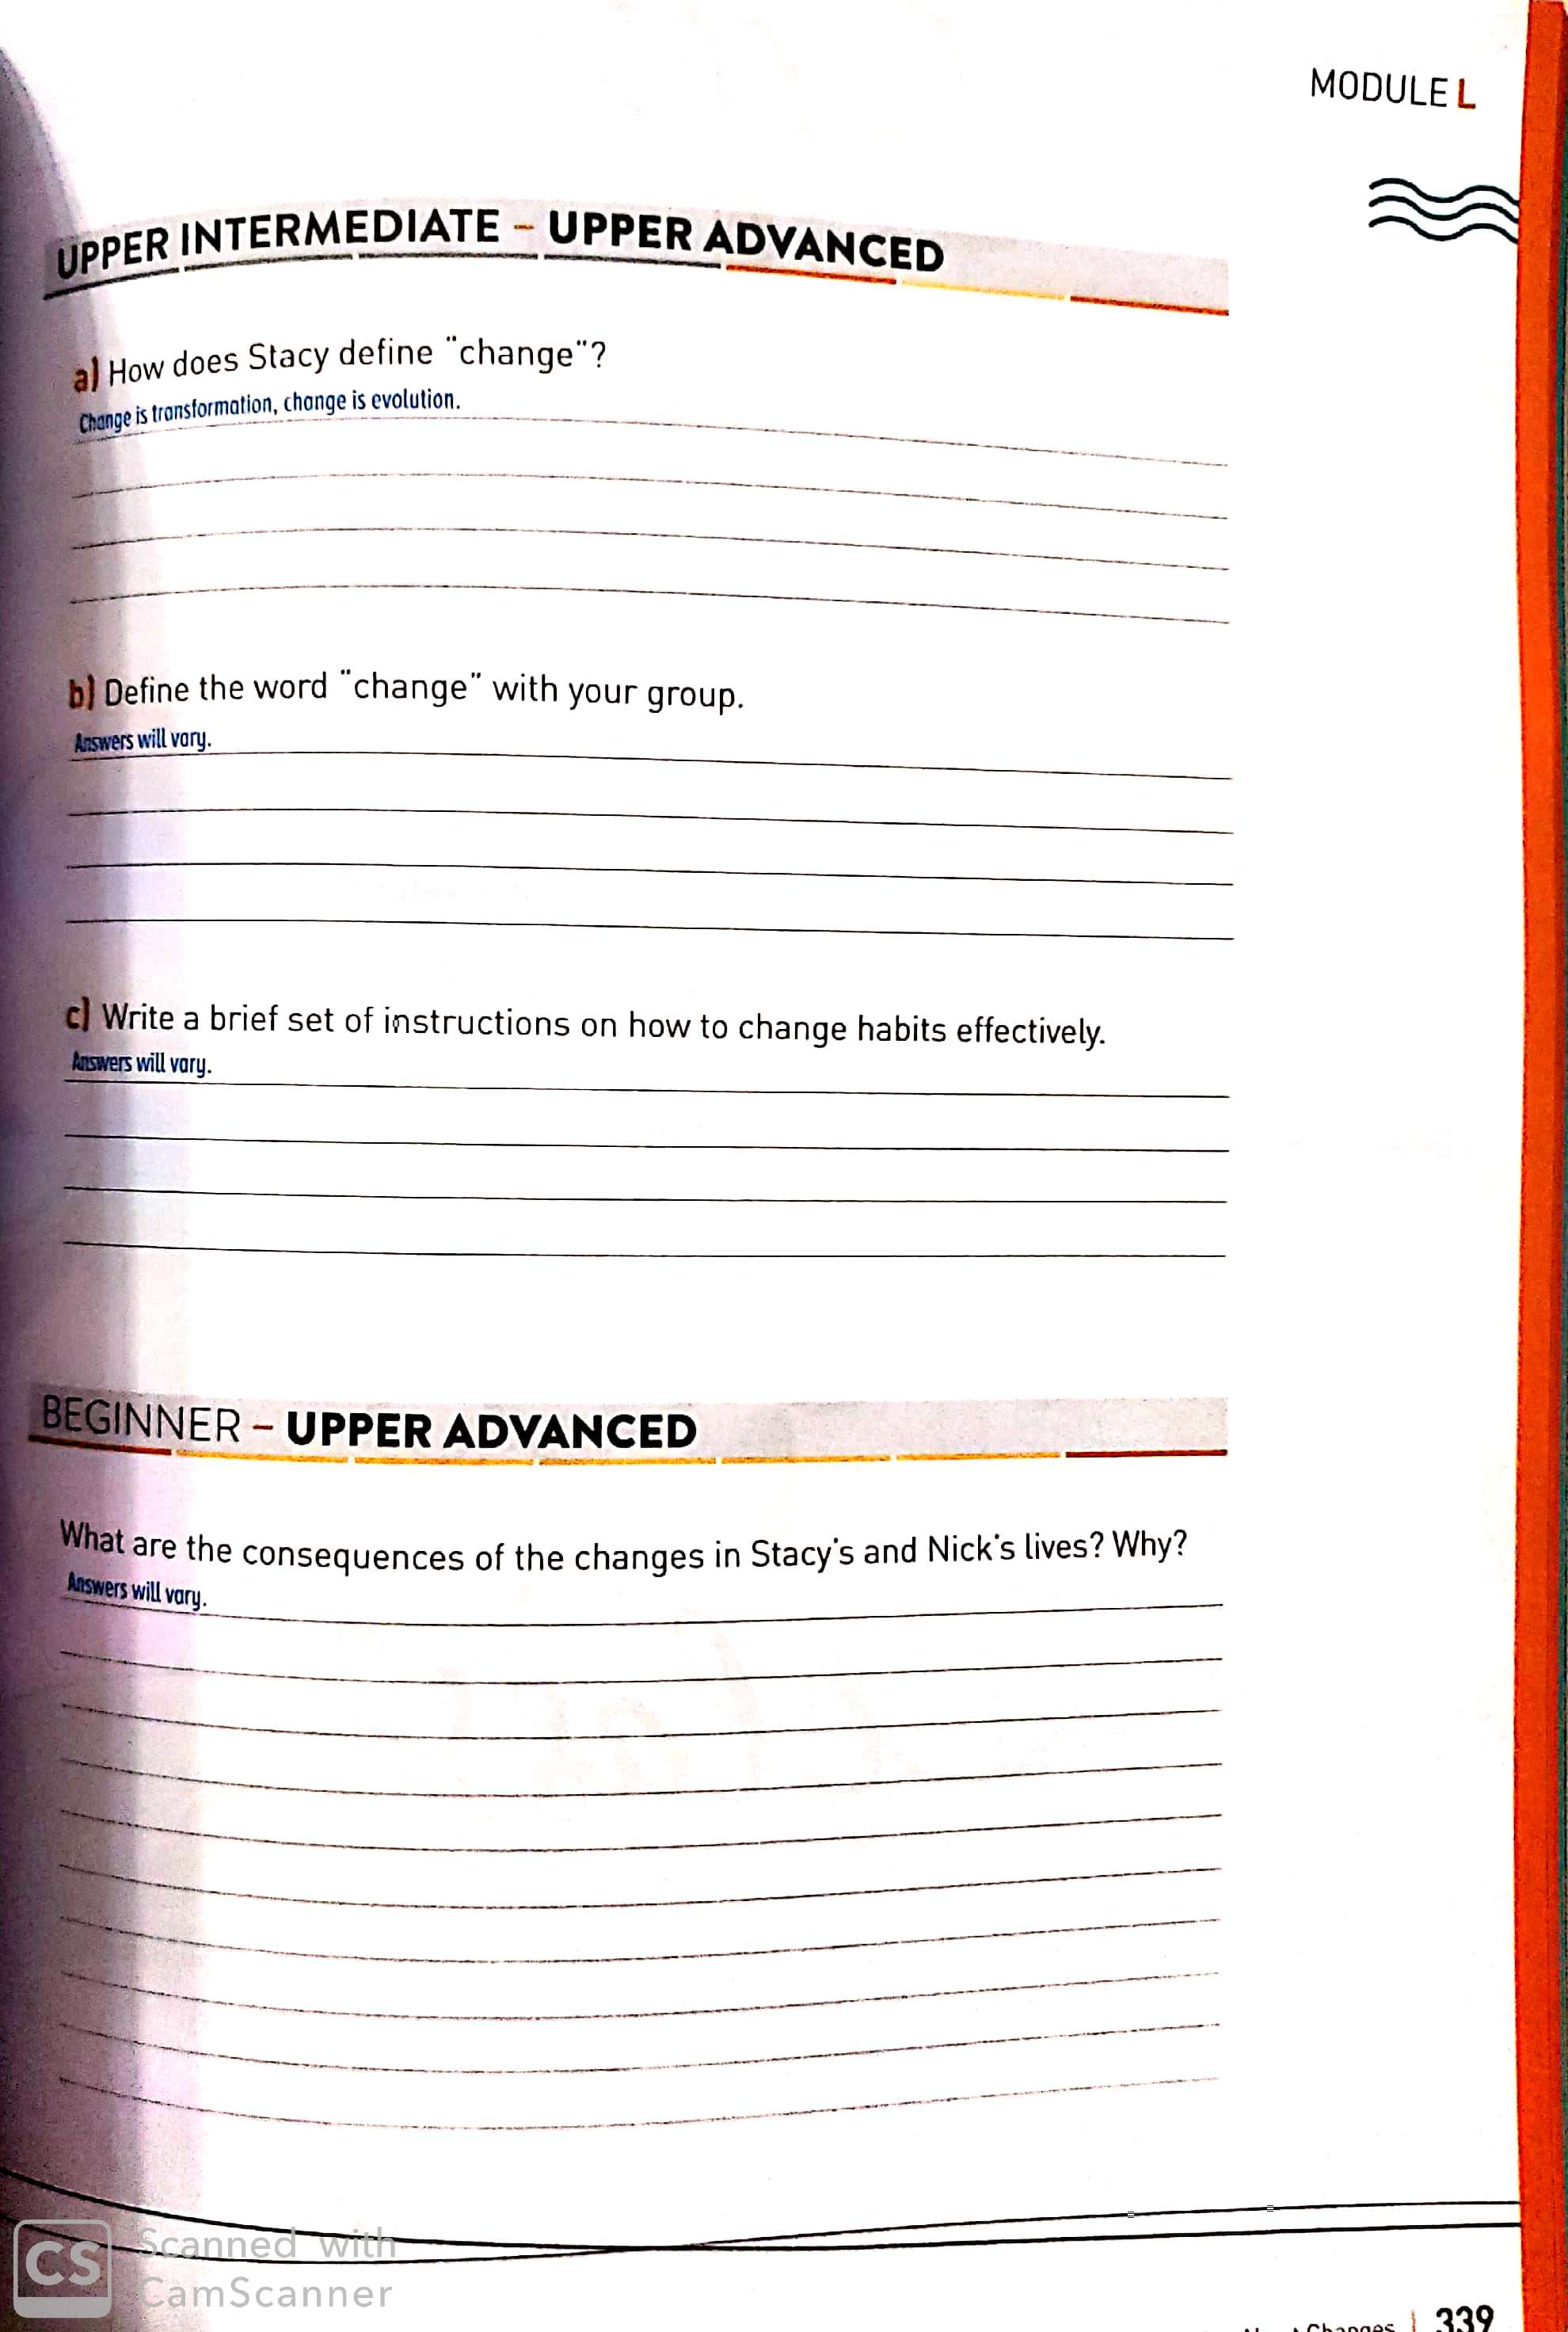 MODULE L
UPPER INTERMEDIATE – UPPER ADVANCED
a) How does Stacy define "change"?
Change is transformation, change is evolution.
b) Define the word "change" with your group.
Answers will vary.
c) Write a brief set of instructions on how to change habits effectively.
Answers will vary.
BEGINNER – UPPER ADVANCED
What are the consequences of the changes in Stacy's and Nick's lives? Why?
Answers will vary.
CS Scanned with
CamScanner
Changes | 339